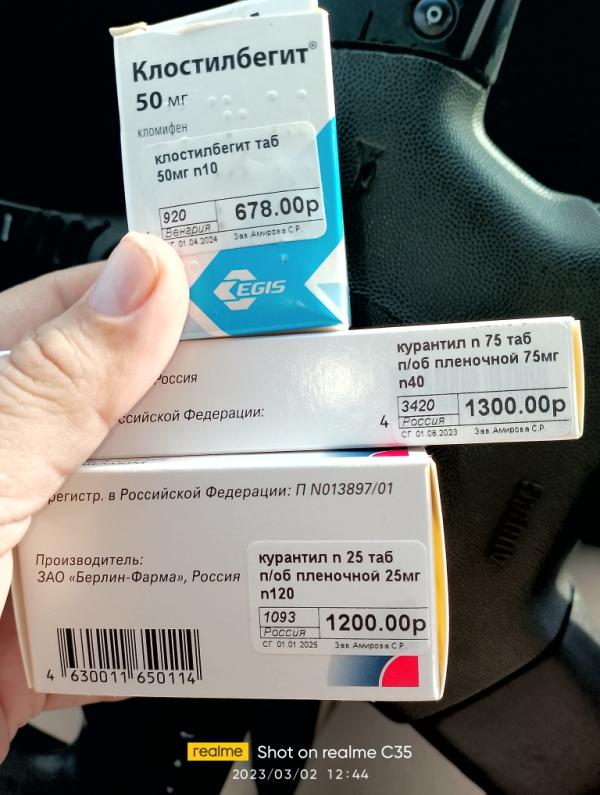 Клостилбегит®
50 мг
кломифен
клостилбегит таб
50мг n10
920
678.00р
Венгрия
СГ 01.04.2024
Зав.Амирова С.Р.
EGIS
Россия
ссийской Федерации:
4
курантил n 75 таб
п/об пленочной 75мг
n40
3420
1300.00р
Россия
СГ 01.08.2023
Зав.Амирова С.Р.
регистр. в Российской Федерации: П N013897/01
Производитель:
ЗАО «Берлин-Фарма», Россия
курантил n 25 таб
п/об пленочной 25мг
n120
1093
1200.00р
Россия
СГ 01.01.2025
Зав.Амирова С.Р.
4 630011 650114
AIRBAG
realme Shot on realme C35
2023/03/02 12:44